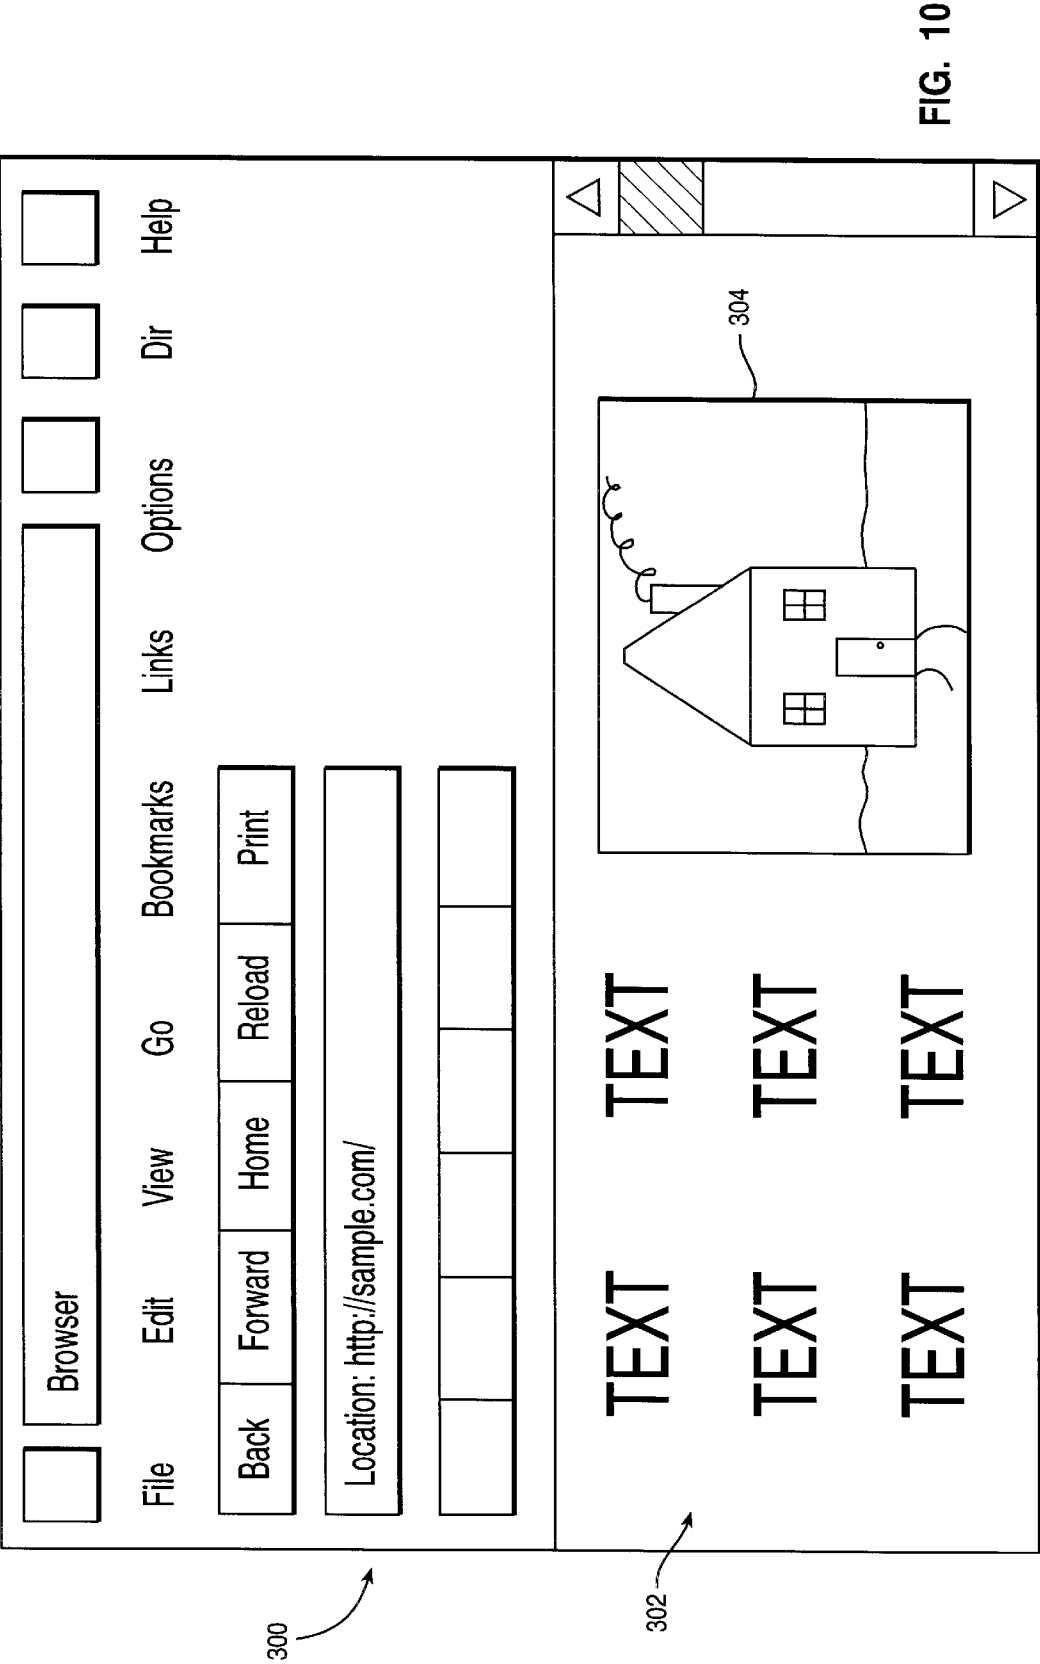 Browser
File Edit View Go Bookmarks Links Options Dir Help
Back Forward Home Reload Print
Location: http://sample.com/
300
302
TEXT TEXT
TEXT TEXT
TEXT TEXT
304
FIG. 10